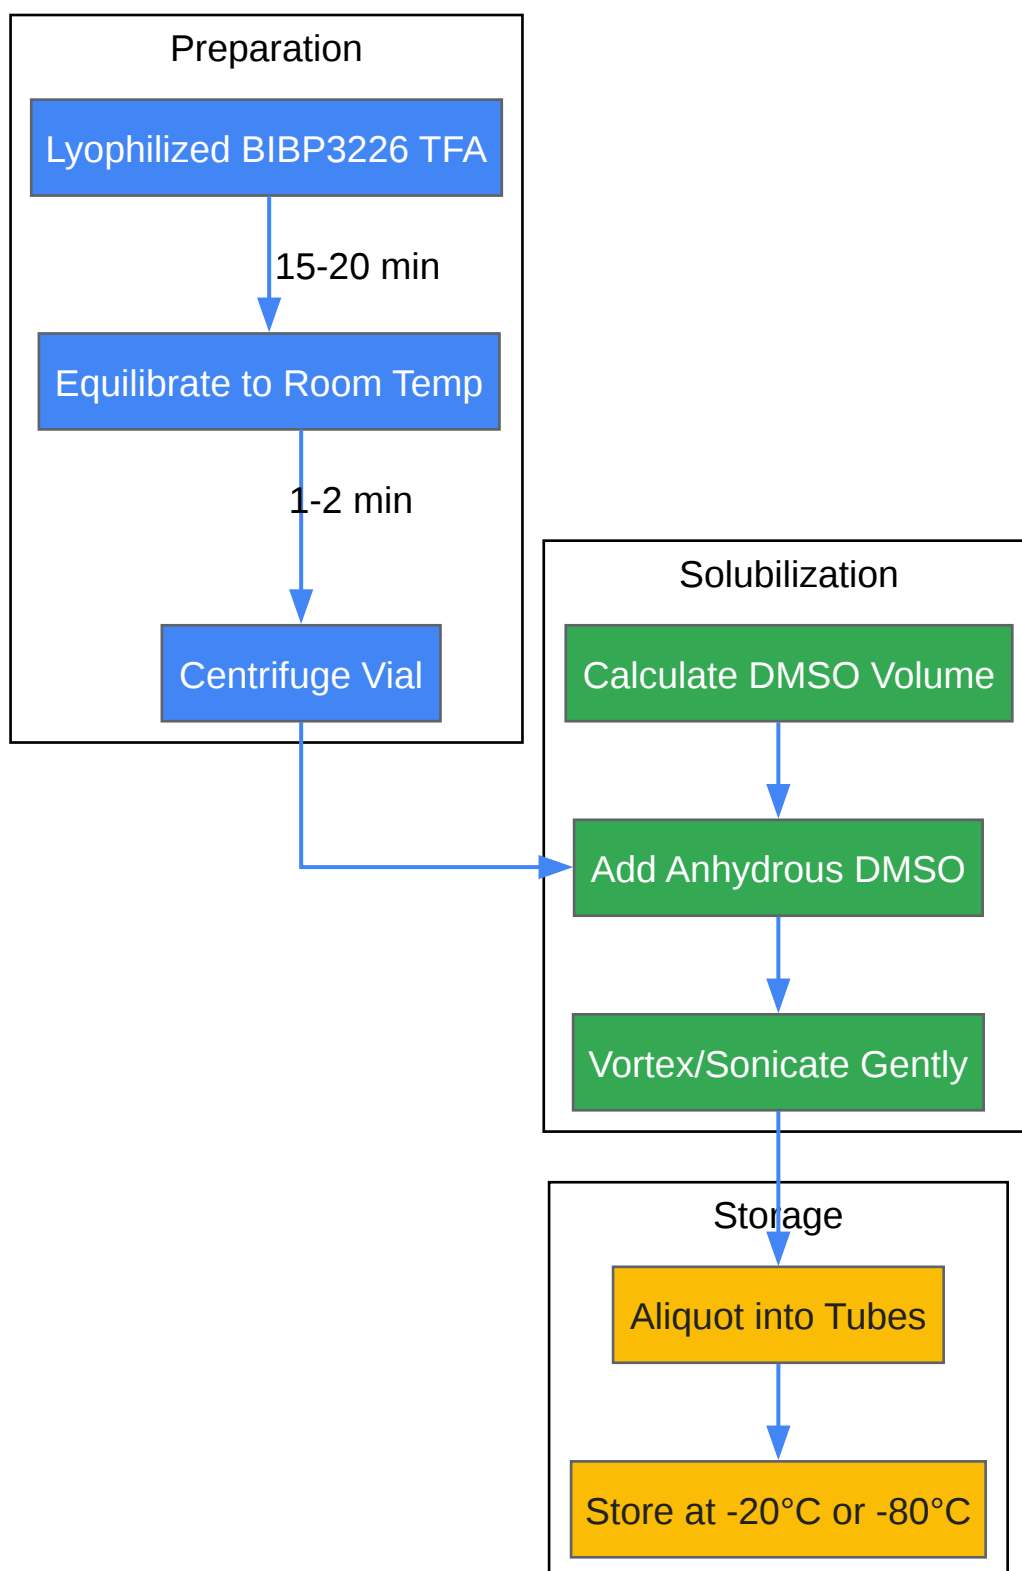 Preparation
Lyophilized BIBP3226 TFA
15-20 min
Equilibrate to Room Temp
1-2 min
Centrifuge Vial
Solubilization
Calculate DMSO Volume
Add Anhydrous DMSO
Vortex/Sonicate Gently
Storage
Aliquot into Tubes
Store at -20°C or -80°C